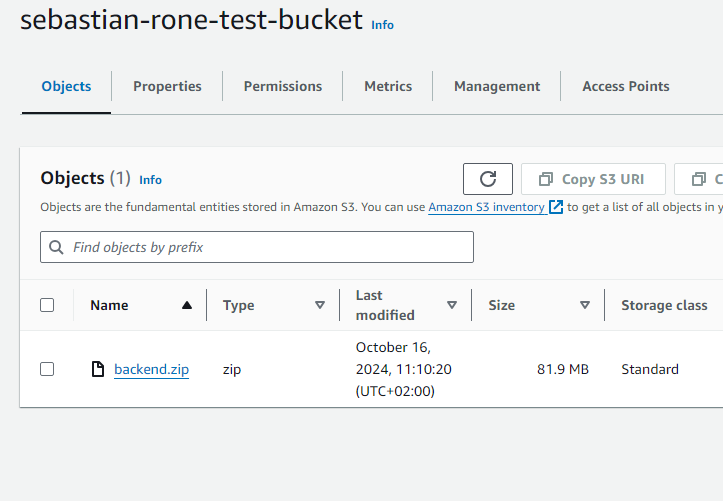 sebastian-rone-test-bucket Info
Objects Properties Permissions Metrics Management Access Points
Objects (1) Info
Copy S3 URI
Objects are the fundamental entities stored in Amazon S3. You can use Amazon S3 inventory to get a list of all objects in
Find objects by prefix
Name Type Last modified Size Storage class
backend.zip zip October 16, 2024, 11:10:20 (UTC+02:00) 81.9 MB Standard